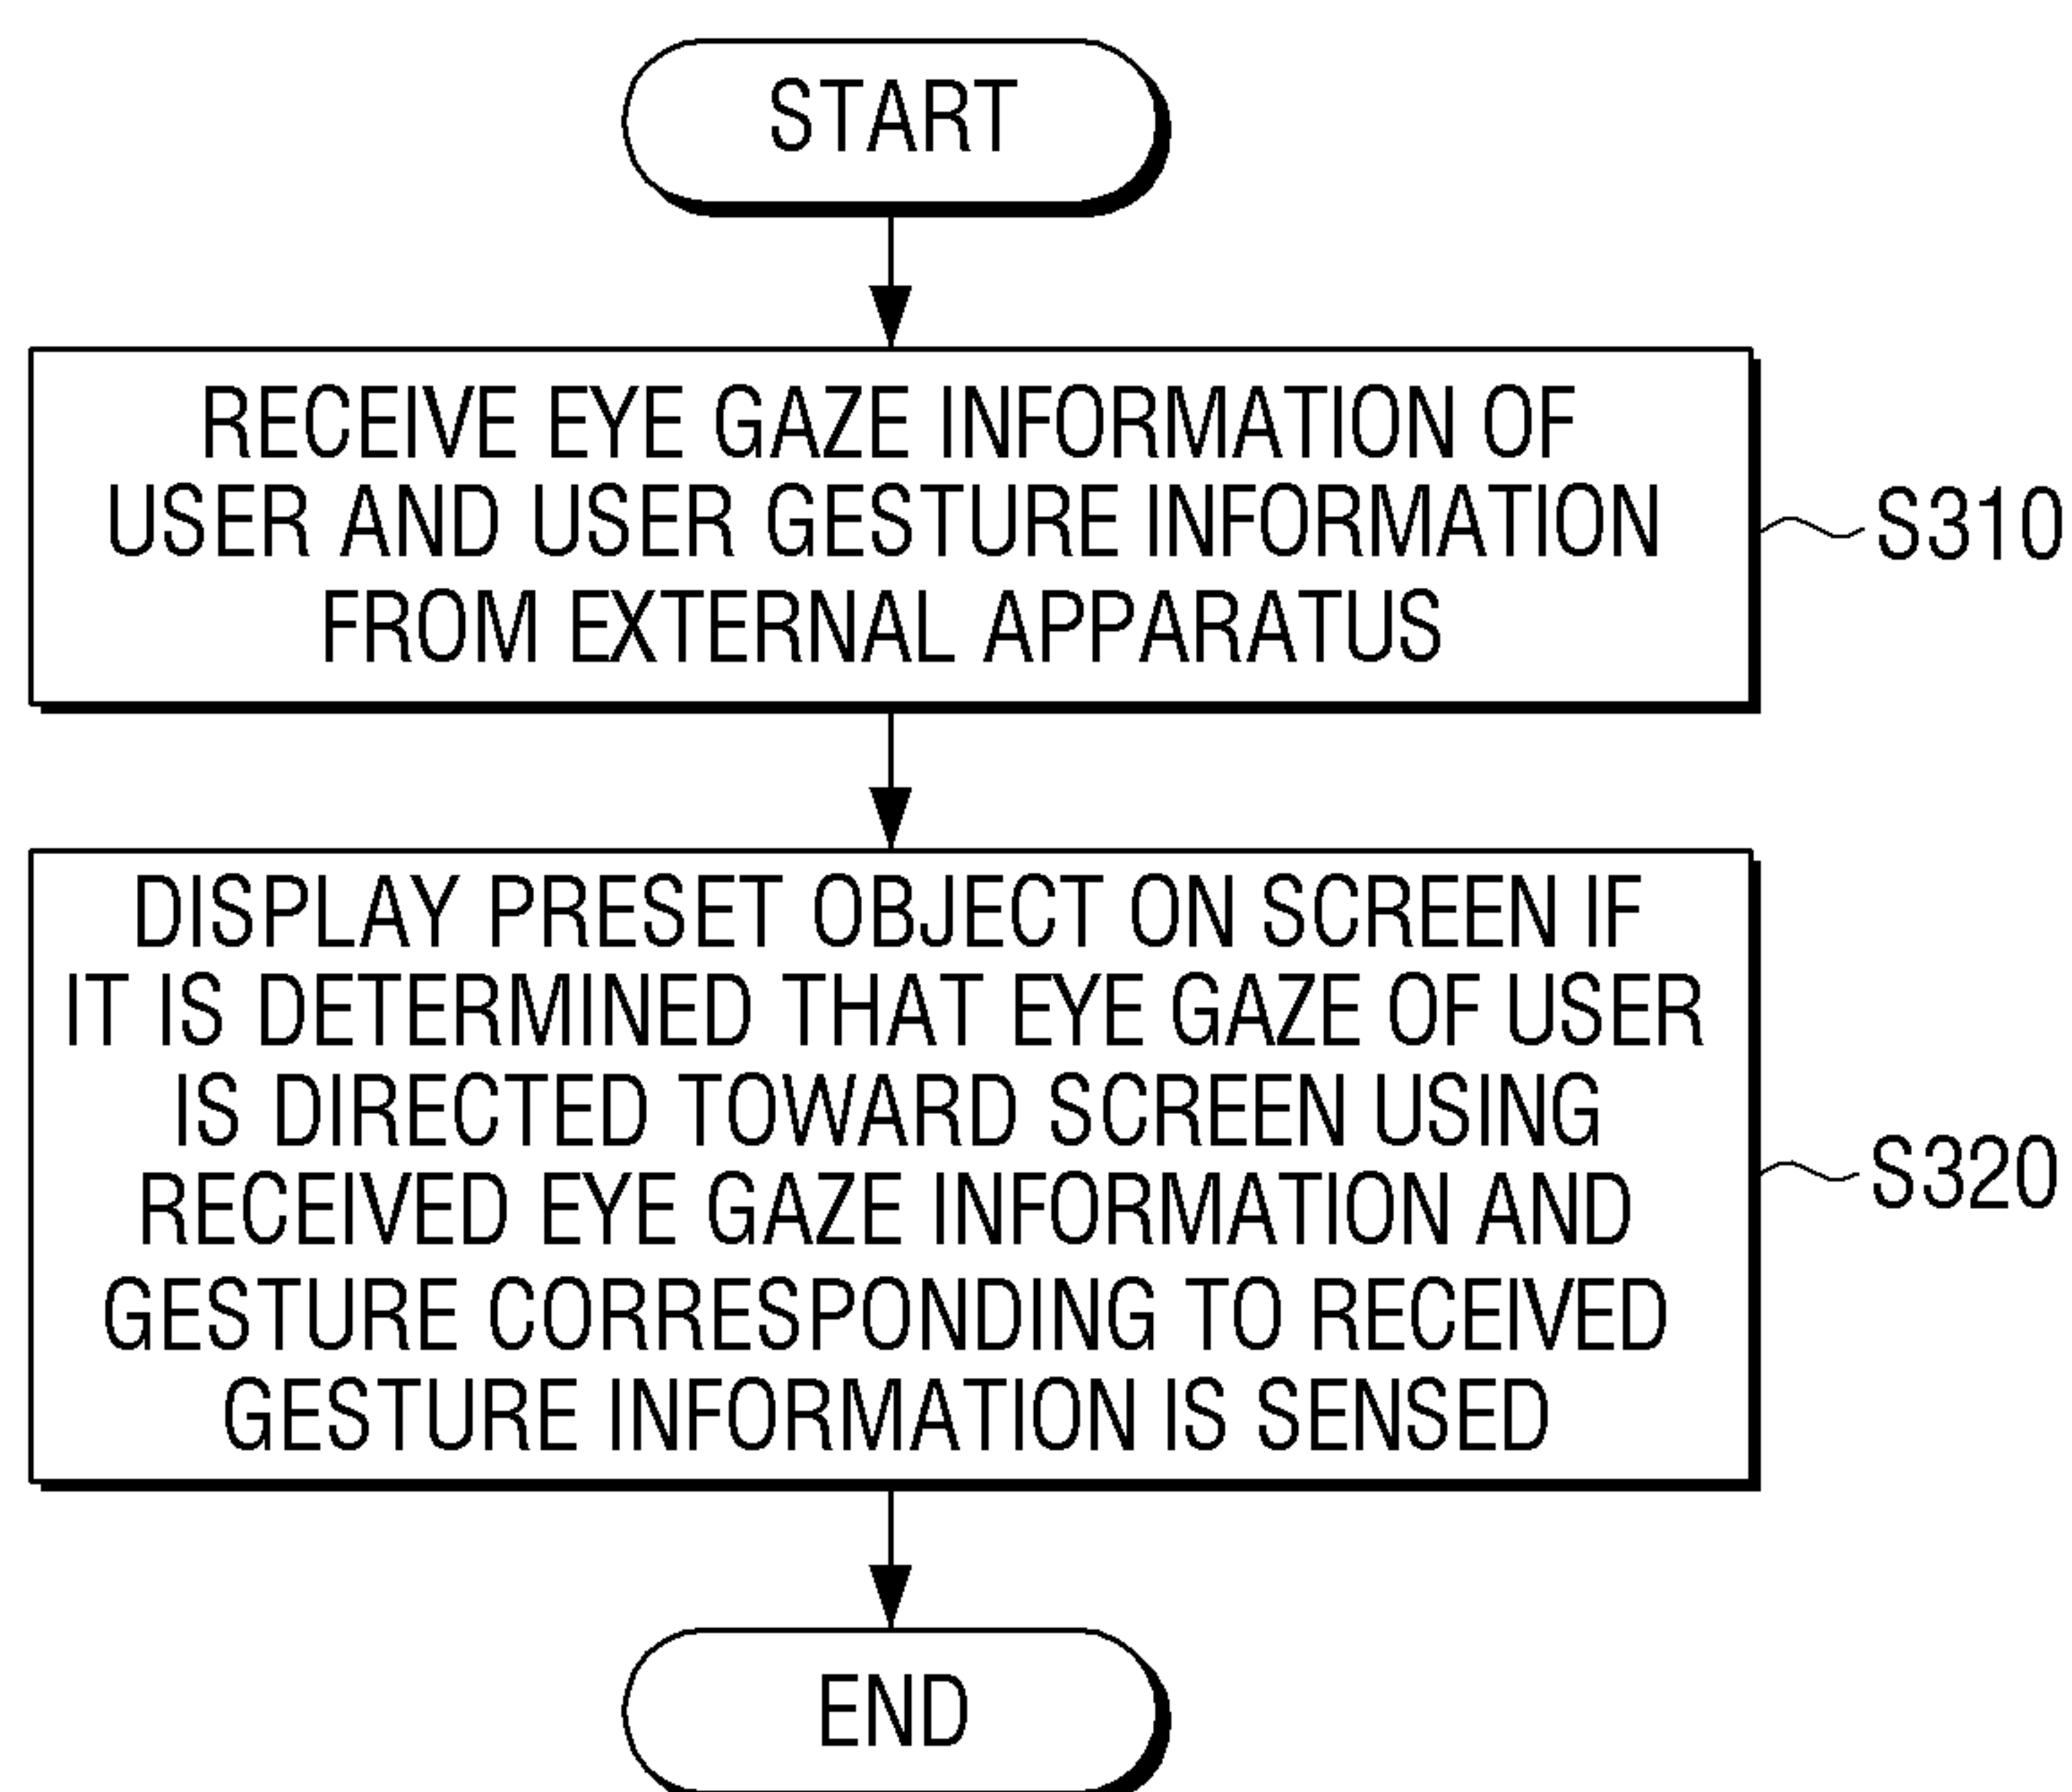 START
RECEIVE EYE GAZE INFORMATION OF
USER AND USER GESTURE INFORMATION
FROM EXTERNAL APPARATUS
S310
DISPLAY PRESET OBJECT ON SCREEN IF
IT IS DETERMINED THAT EYE GAZE OF USER
IS DIRECTED TOWARD SCREEN USING
RECEIVED EYE GAZE INFORMATION AND
GESTURE CORRESPONDING TO RECEIVED
GESTURE INFORMATION IS SENSED
S320
END